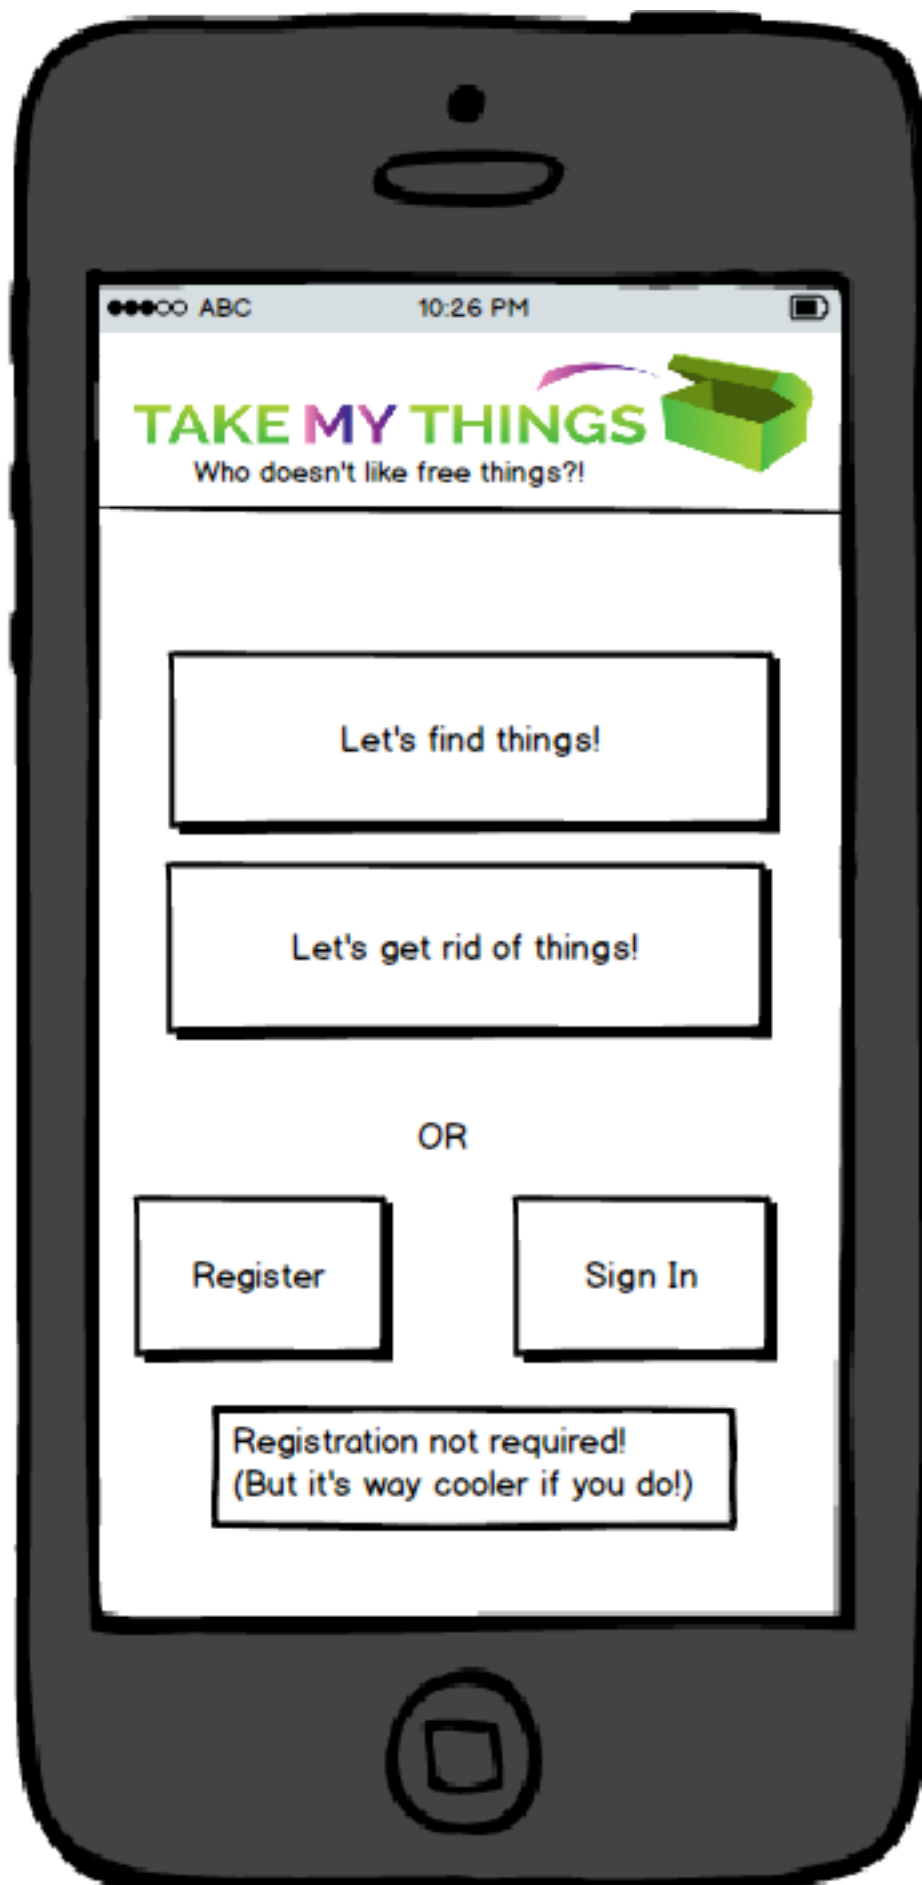 ABC 10:26 PM
TAKE MY THINGS
Who doesn't like free things?!
Let's find things!
Let's get rid of things!
OR
Register Sign In
Registration not required!
(But it's way cooler if you do!)